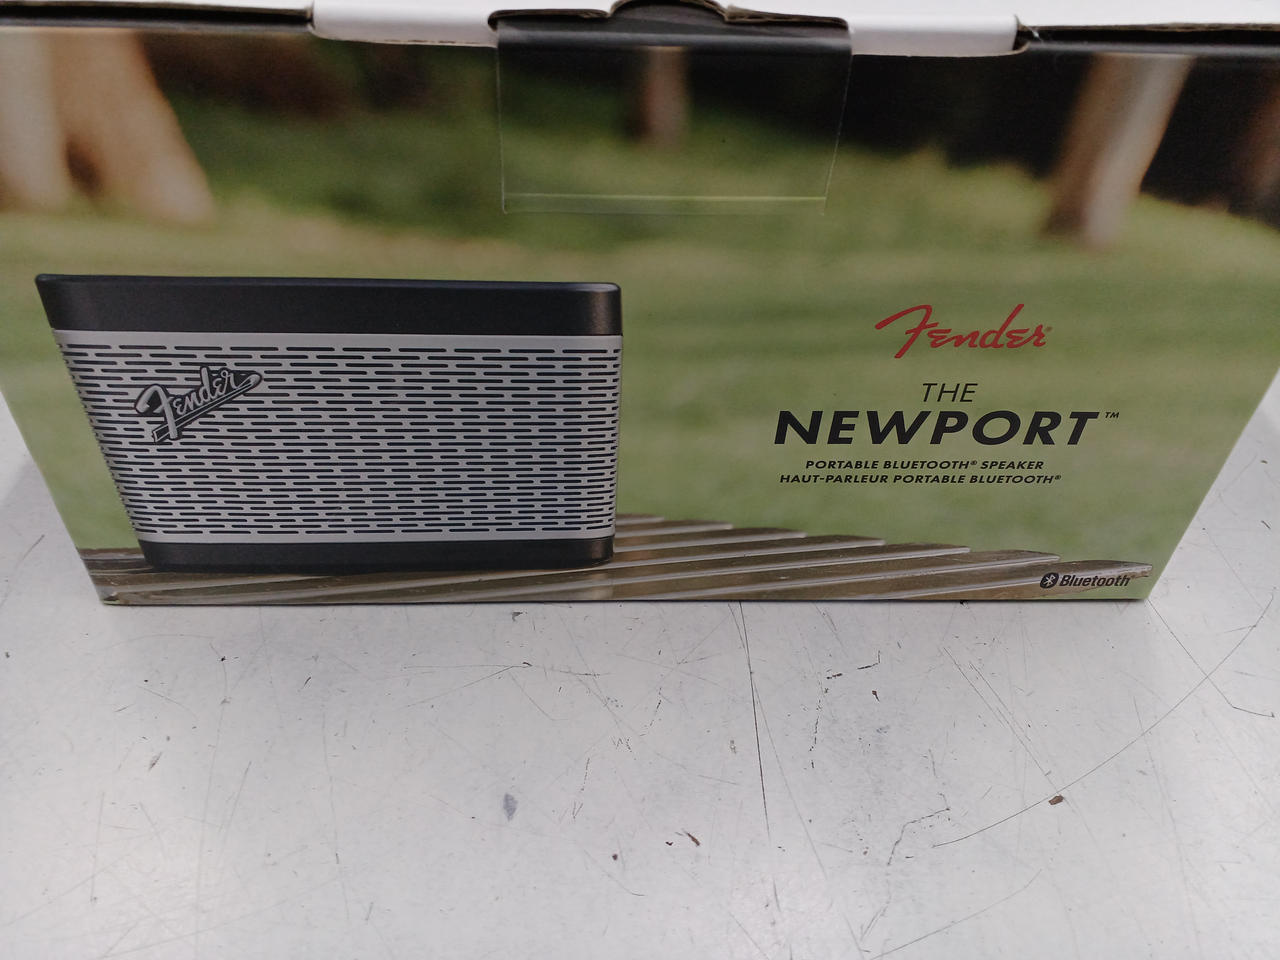 Fender
Fender®
THE
NEWPORT™
PORTABLE BLUETOOTH® SPEAKER
HAUT-PARLEUR PORTABLE BLUETOOTH®
Bluetooth®